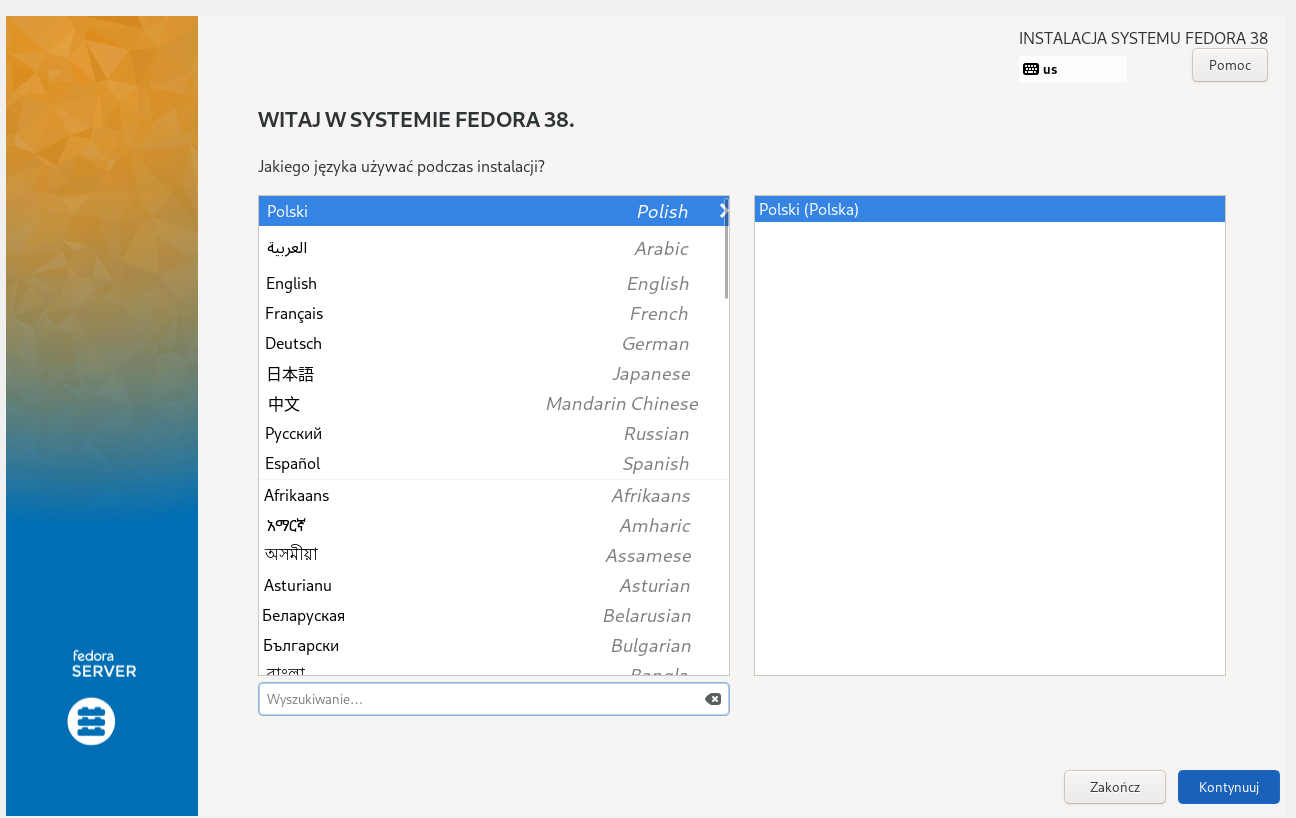 INSTALACJA SYSTEMU FEDORA 38
us
Pomoc
WITAJ W SYSTEMIE FEDORA 38.
Jakiego języka używać podczas instalacji?
Polski Polish
العربية Arabic
English English
Français French
Deutsch German
日本語 Japanese
中文 Mandarin Chinese
Русский Russian
Español Spanish
Afrikaans Afrikaans
አማርኛ Amharic
অসমীয়া Assamese
Asturianu Asturian
Беларуская Belarusian
Български Bulgarian
বাংলা Bangla
Wyszukiwanie...
Polski (Polska)
fedora
SERVER
Zakończ
Kontynuuj